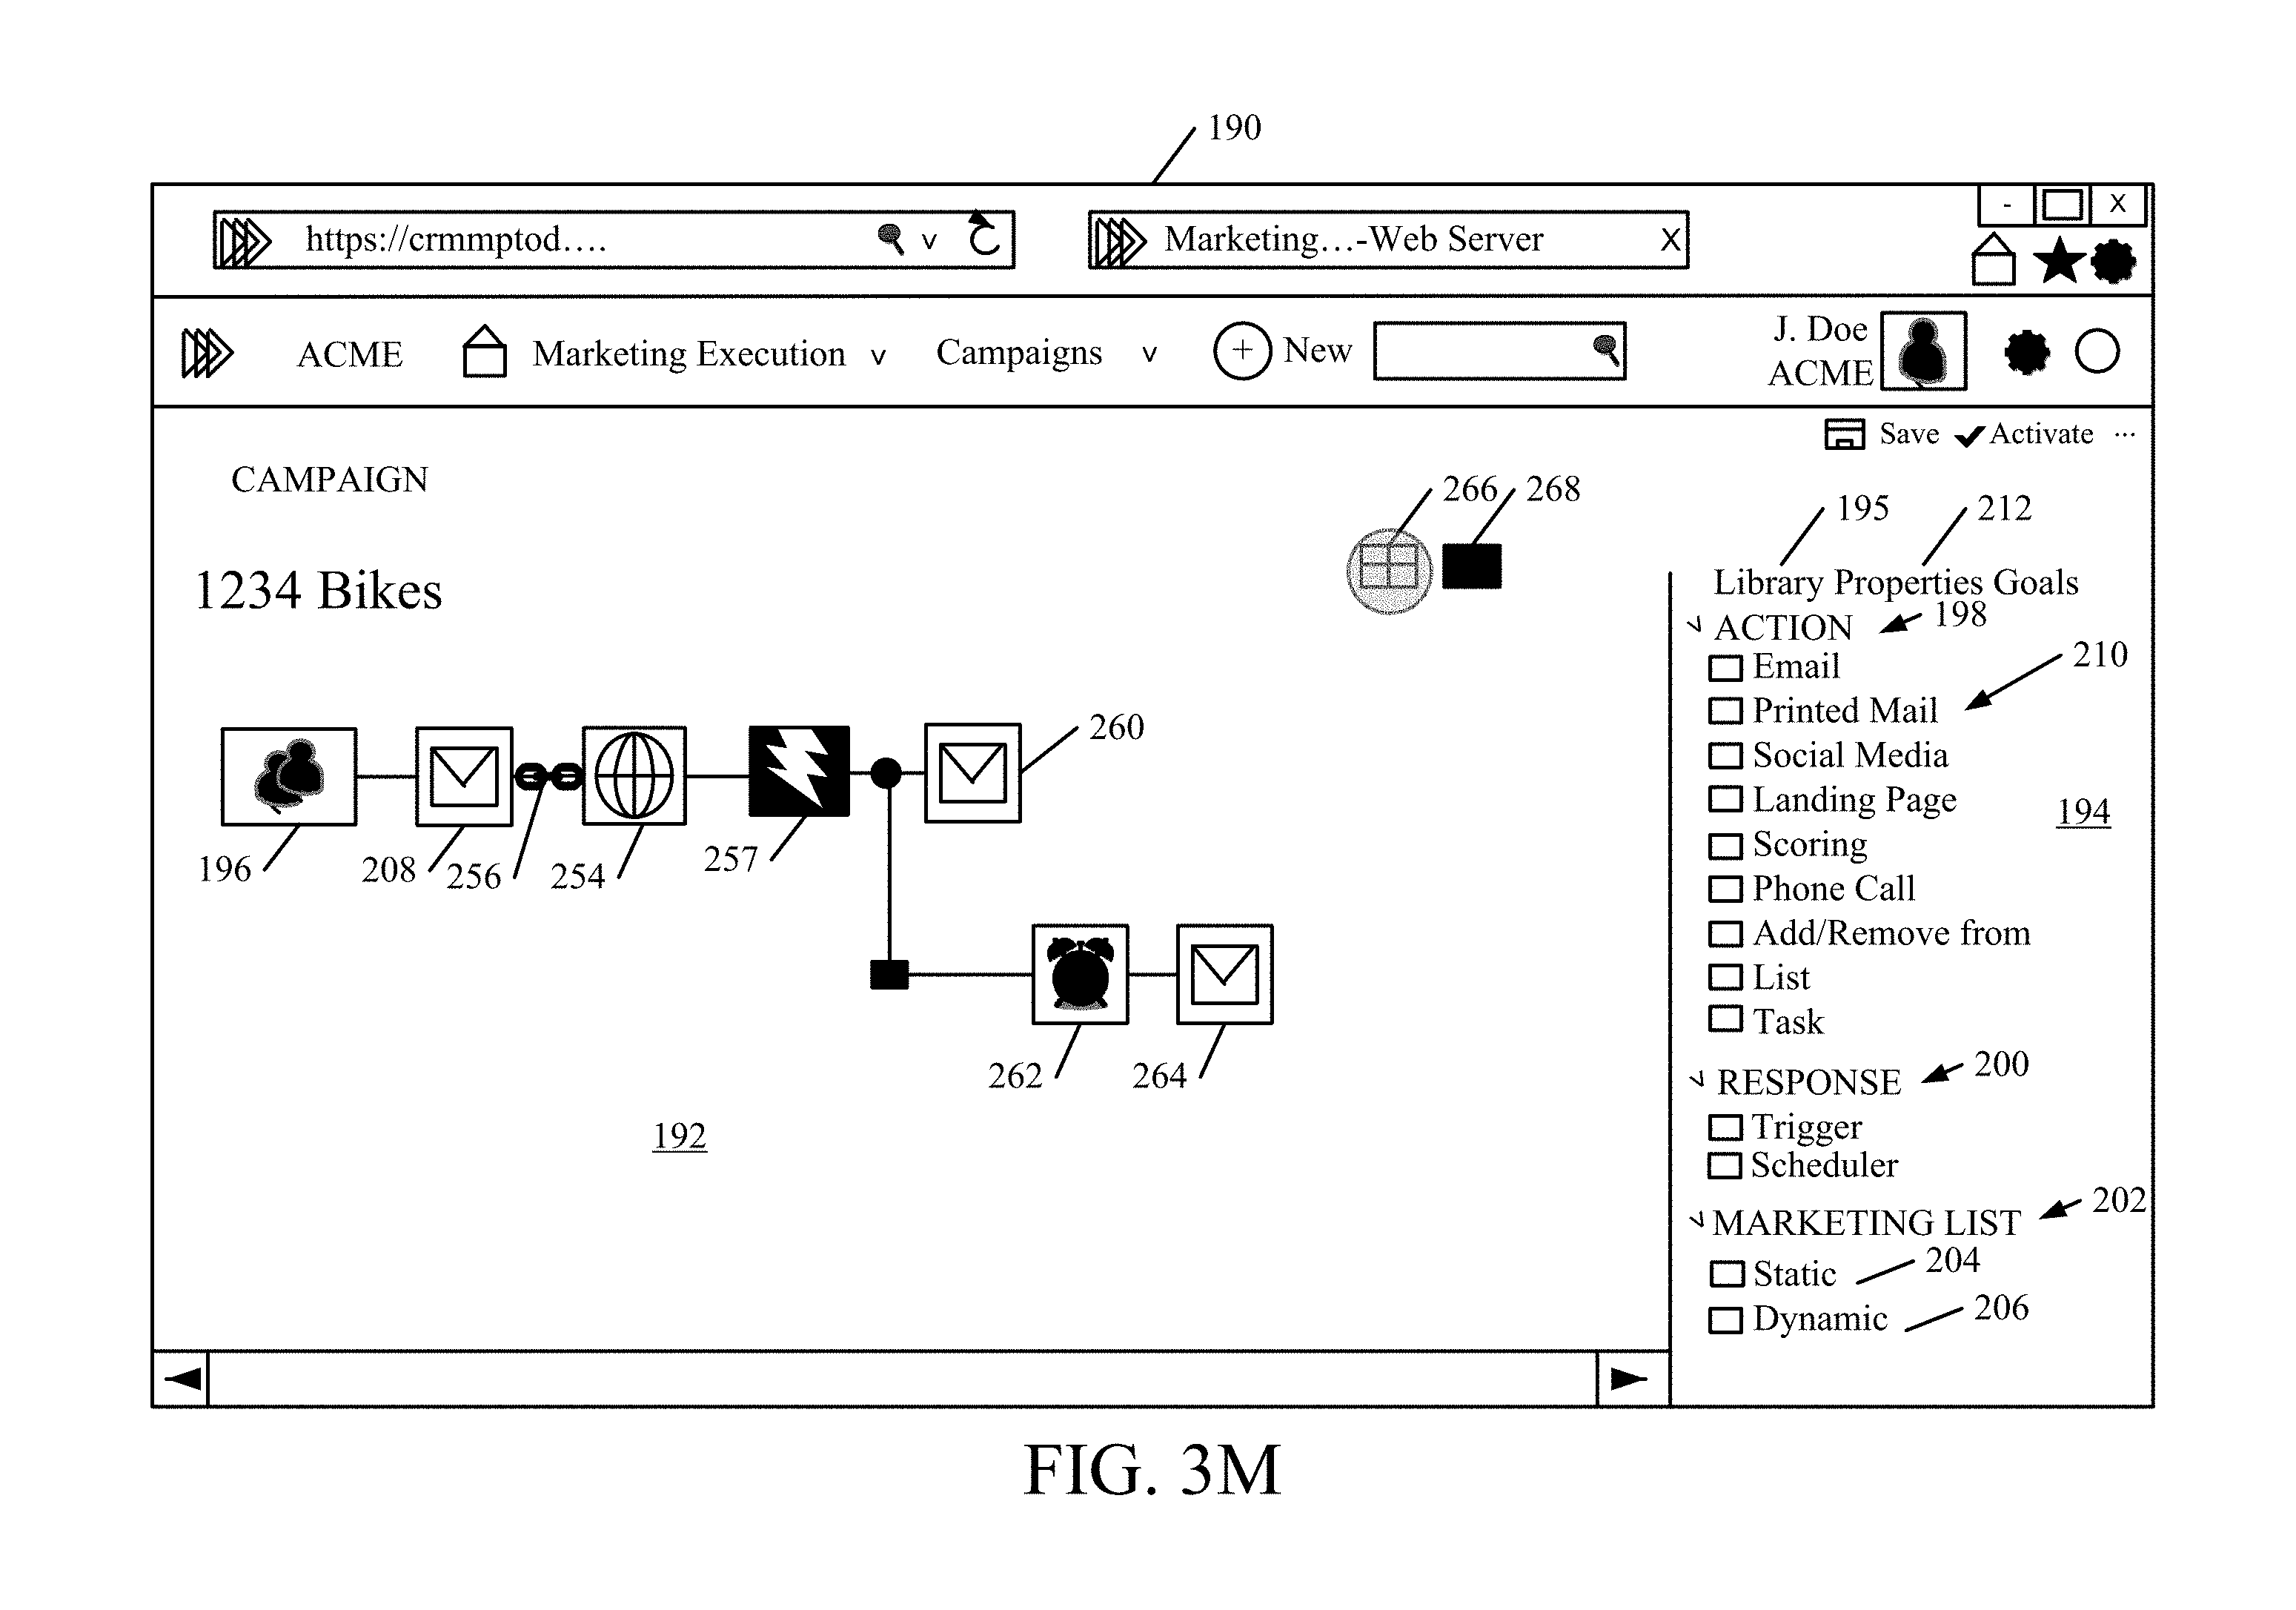 190
- X
https://crmmptod.... v
Marketing...-Web Server X
ACME Marketing Execution v Campaigns v + New
J. Doe
ACME
Save Activate ...
CAMPAIGN
266 268
195 212
1234 Bikes
Library Properties Goals
ACTION 198
Email
210
Printed Mail
Social Media
Landing Page
194
Scoring
Phone Call
Add/Remove from
List
Task
260
196 208 256 254 257
262 264
192
RESPONSE 200
Trigger
Scheduler
MARKETING LIST 202
Static 204
Dynamic 206
FIG. 3M